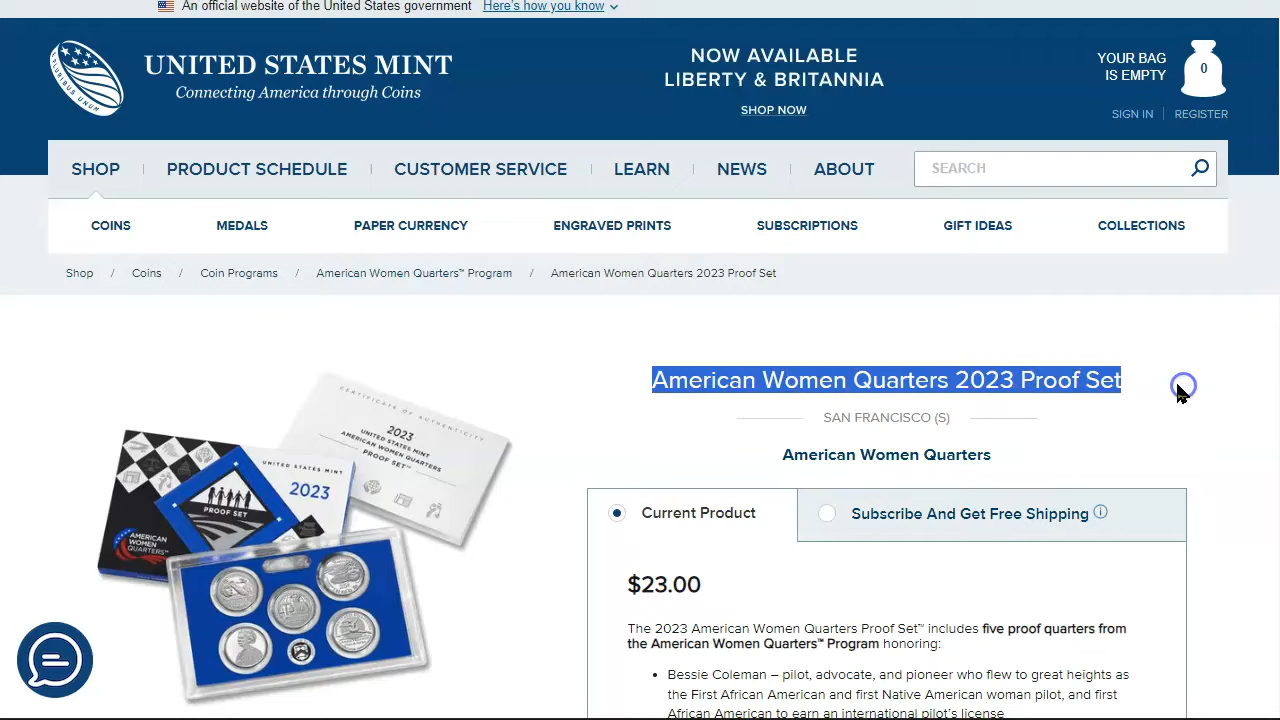 An official website of the United States government Here's how you know
UNITED STATES MINT
Connecting America through Coins
PLURIBUS UNUM
NOW AVAILABLE
LIBERTY & BRITANNIA
SHOP NOW
YOUR BAG
IS EMPTY
0
SIGN IN | REGISTER
SHOP PRODUCT SCHEDULE CUSTOMER SERVICE LEARN NEWS ABOUT SEARCH
COINS MEDALS PAPER CURRENCY ENGRAVED PRINTS SUBSCRIPTIONS GIFT IDEAS COLLECTIONS
Shop / Coins / Coin Programs / American Women Quarters™ Program / American Women Quarters 2023 Proof Set
American Women Quarters 2023 Proof Set
SAN FRANCISCO (S)
American Women Quarters
CERTIFICATE OF AUTHENTICITY
2023
UNITED STATES MINT
AMERICAN WOMEN QUARTERS
PROOF SET™
UNITED STATES MINT
2023
PROOF SET
AMERICAN
WOMEN
QUARTERS™
Current Product
Subscribe And Get Free Shipping
$23.00
The 2023 American Women Quarters Proof Set™ includes five proof quarters from
the American Women Quarters™ Program honoring:
• Bessie Coleman – pilot, advocate, and pioneer who flew to great heights as
the First African American and first Native American woman pilot, and first
African American to earn an international pilot's license